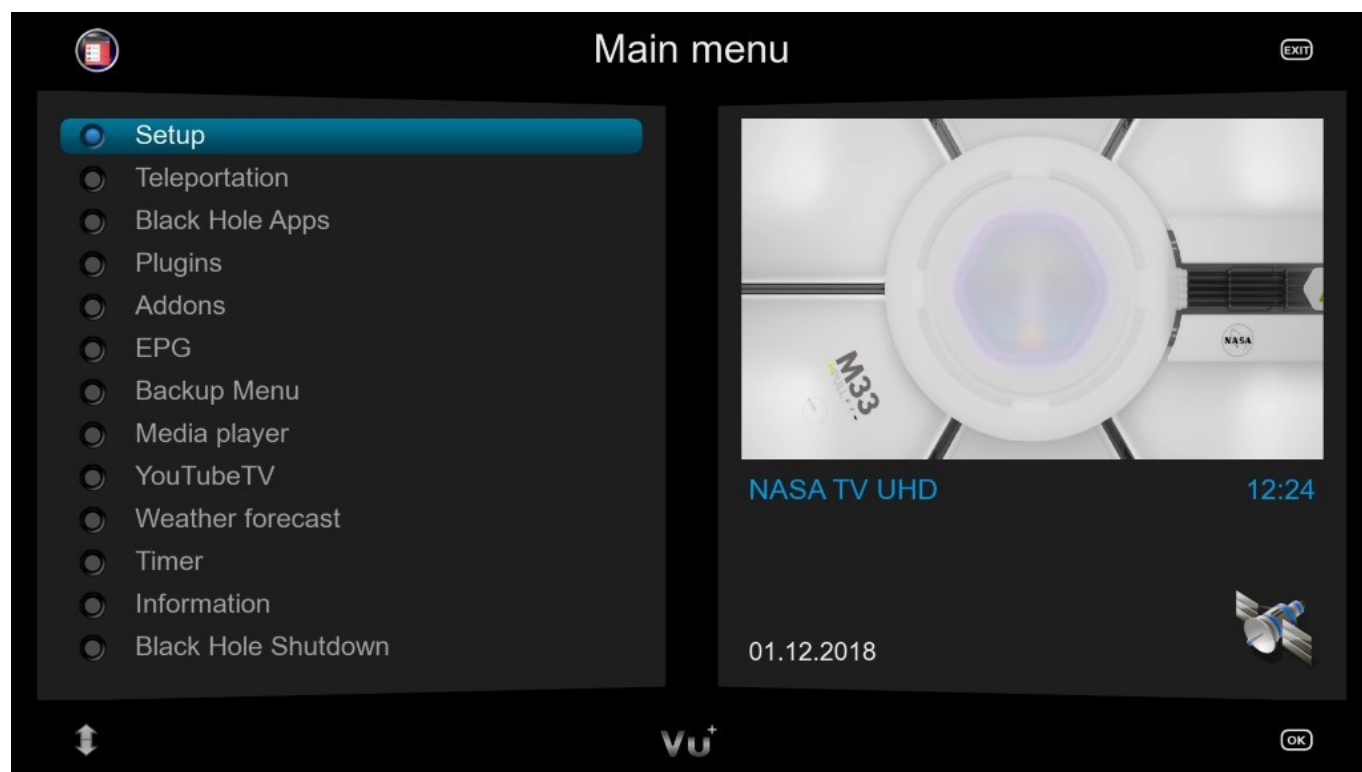 Main menu
EXIT
Setup
Teleportation
Black Hole Apps
Plugins
Addons
EPG
Backup Menu
Media player
YouTubeTV
Weather forecast
Timer
Information
Black Hole Shutdown
M33
PULL
NASA
NASA TV UHD
12:24
01.12.2018
Vu+
OK